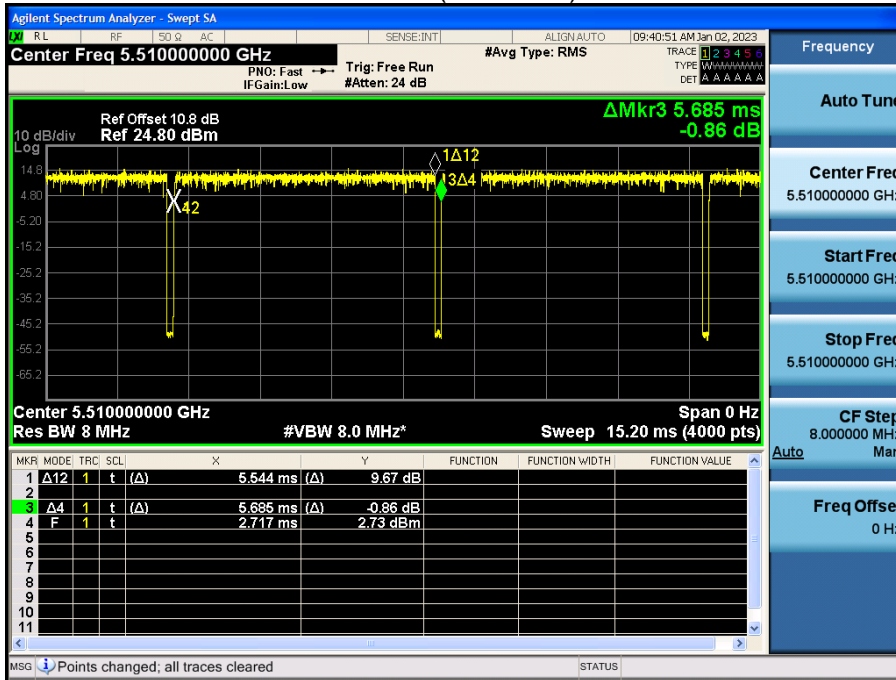 Agilent Spectrum Analyzer - Swept SA
LXI RL RF 50 Ω AC SENSE:INT ALIGN AUTO 09:40:51 AM Jan 02, 2023
Center Freq 5.510000000 GHz #Avg Type: RMS TRACE 1 2 3 4 5 6
PNO: Fast Trig: Free Run TYPE WWWWWW
IFGain:Low #Atten: 24 dB DET A A A A A A
Frequency
ΔMkr3 5.685 ms
-0.86 dB
Ref Offset 10.8 dB
10 dB/div Ref 24.80 dBm
Log
14.8
4.80
-5.20
-15.2
-25.2
-35.2
-45.2
-55.2
-65.2
1Δ12
3Δ4
42
Center 5.510000000 GHz Span 0 Hz
Res BW 8 MHz #VBW 8.0 MHz* Sweep 15.20 ms (4000 pts)
MKR MODE TRC SCL X Y FUNCTION FUNCTION WIDTH FUNCTION VALUE
1 Δ12 1 t (Δ) 5.544 ms (Δ) 9.67 dB
2
3 Δ4 1 t (Δ) 5.685 ms (Δ) -0.86 dB
4 F 1 t 2.717 ms 2.73 dBm
5
6
7
8
9
10
11
MSG Points changed; all traces cleared STATUS
Auto Tune
Center Freq
5.510000000 GHz
Start Freq
5.510000000 GHz
Stop Freq
5.510000000 GHz
CF Step
8.000000 MHz
Auto Man
Freq Offset
0 Hz